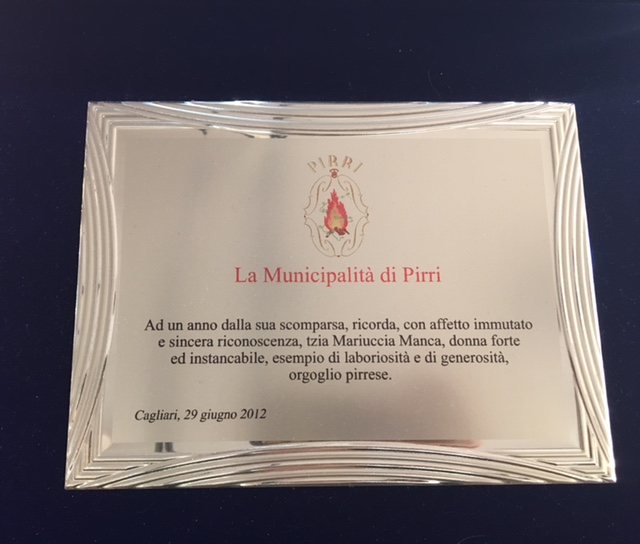 PIRRI
La Municipalità di Pirri
Ad un anno dalla sua scomparsa, ricorda, con affetto immutato
e sincera riconoscenza, tzia Mariuccia Manca, donna forte
ed instancabile, esempio di laboriosità e di generosità,
orgoglio pirrese.
Cagliari, 29 giugno 2012